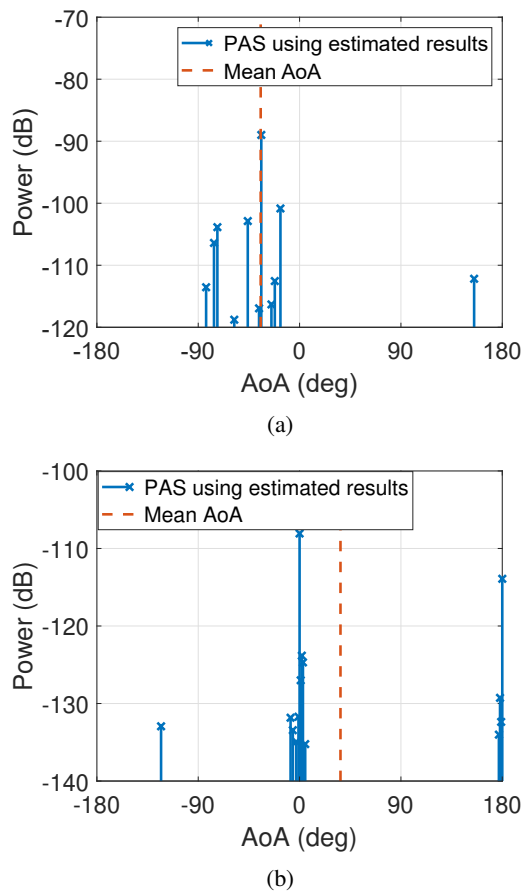 -70
-80
-90
-100
-110
-120
Power (dB)
PAS using estimated results
Mean AoA
-180 -90 0 90 180
AoA (deg)
(a)
-100
-110
-120
-130
-140
Power (dB)
PAS using estimated results
Mean AoA
-180 -90 0 90 180
AoA (deg)
(b)